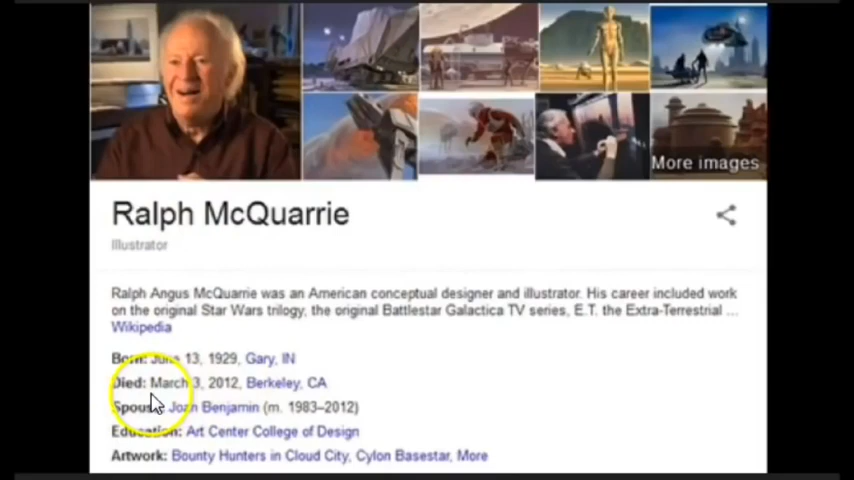 More images
Ralph McQuarrie
Illustrator
Ralph Angus McQuarrie was an American conceptual designer and illustrator. His career included work
on the original Star Wars trilogy, the original Battlestar Galactica TV series, E.T. the Extra-Terrestrial ...
Wikipedia
Born: June 13, 1929, Gary, IN
Died: March 3, 2012, Berkeley, CA
Spouse: Joan Benjamin (m. 1983–2012)
Education: Art Center College of Design
Artwork: Bounty Hunters in Cloud City, Cylon Basestar, More